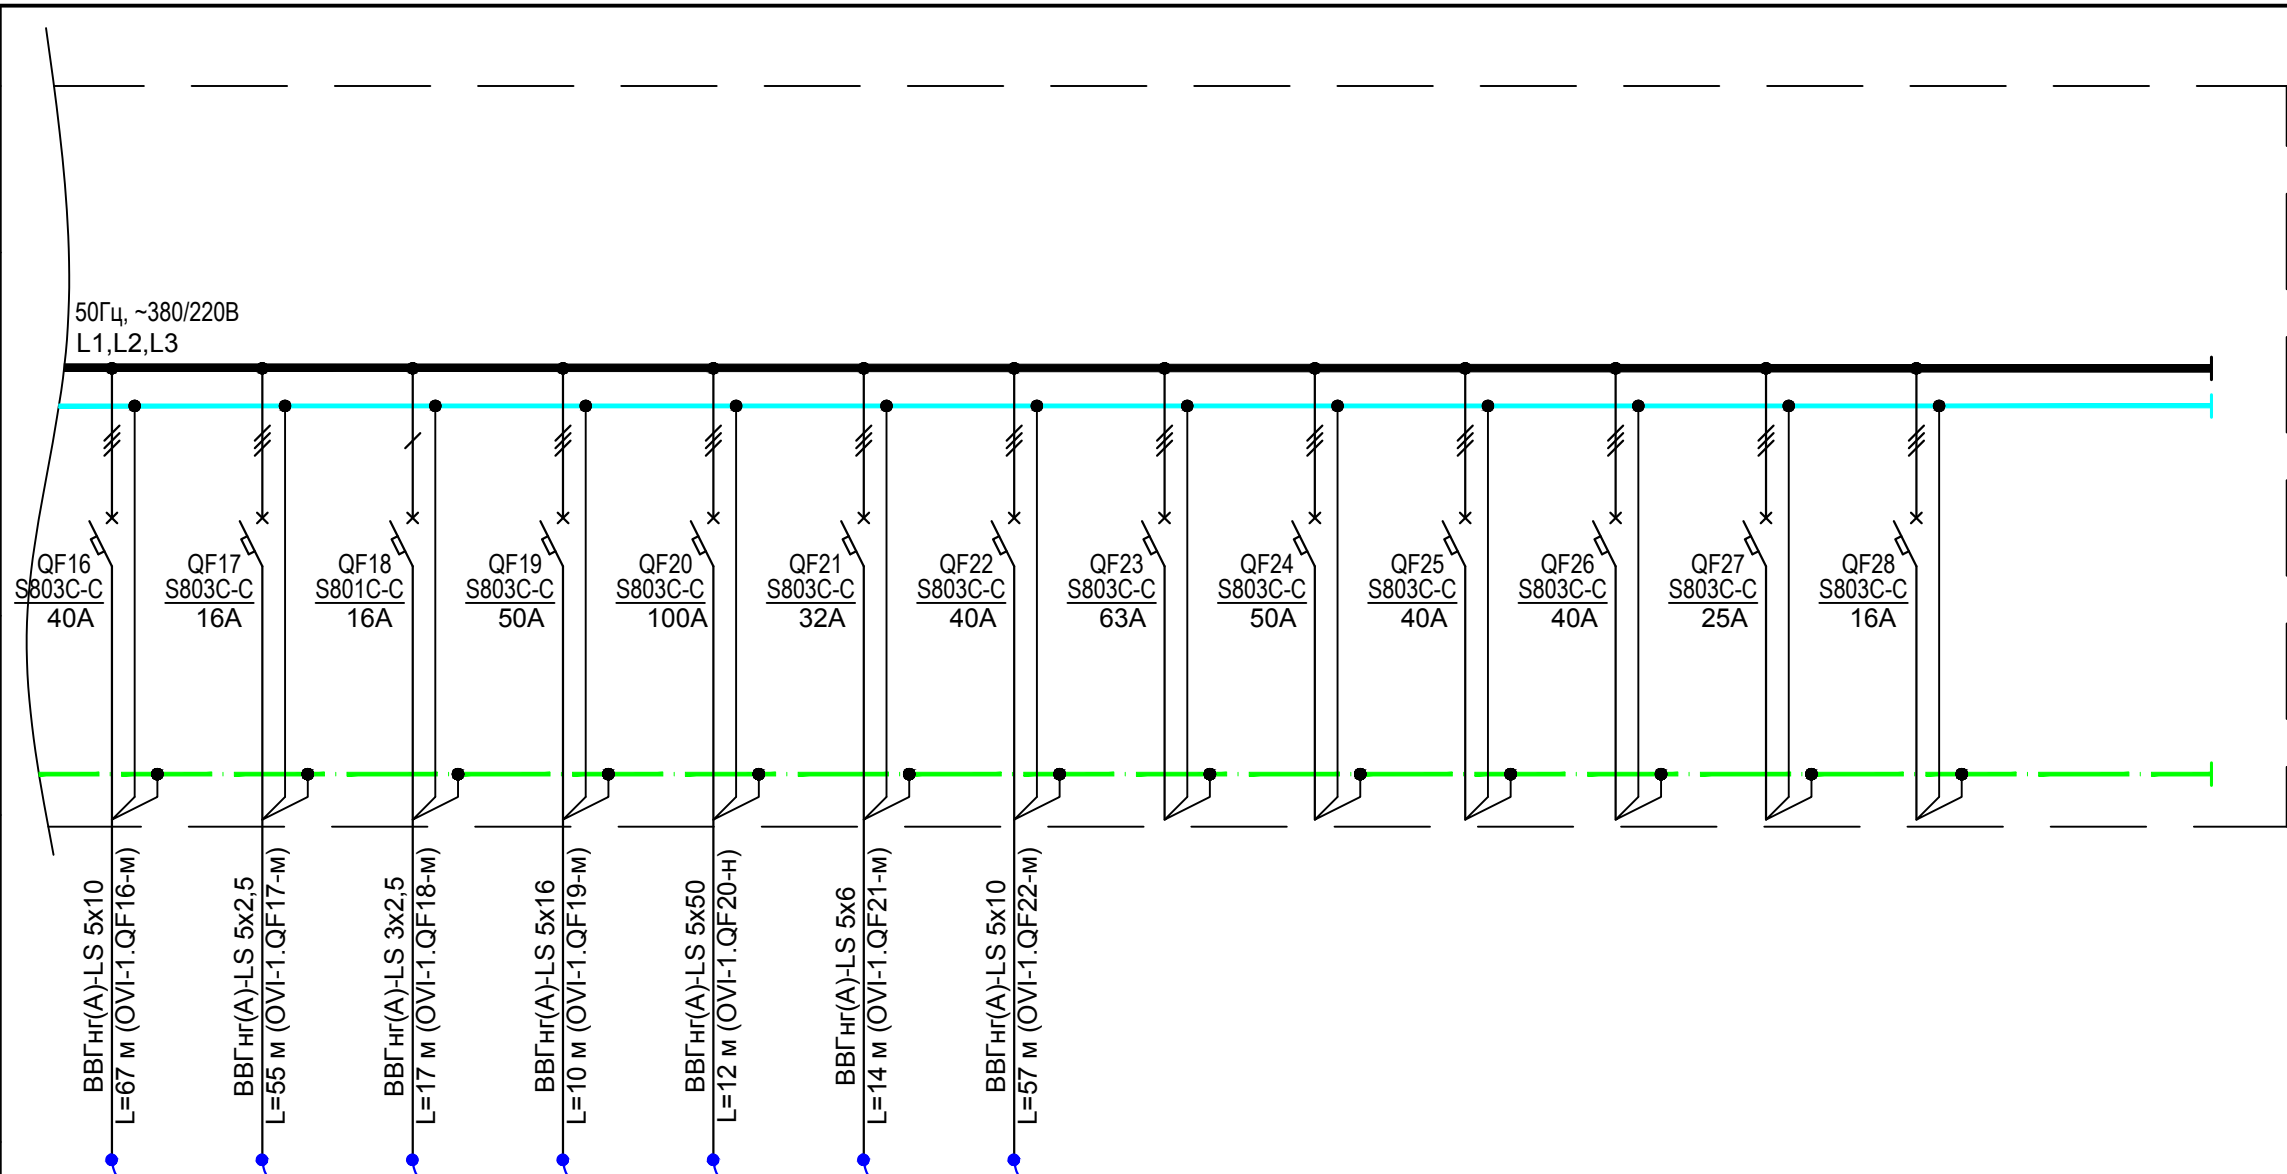 50Гц, ~380/220В
L1,L2,L3
QF16
S803C-C
40A
QF17
S803C-C
16A
QF18
S801C-C
16A
QF19
S803C-C
50A
QF20
S803C-C
100A
QF21
S803C-C
32A
QF22
S803C-C
40A
QF23
S803C-C
63A
QF24
S803C-C
50A
QF25
S803C-C
40A
QF26
S803C-C
40A
QF27
S803C-C
25A
QF28
S803C-C
16A
ВВГнг(А)-LS 5x10
L=67 м (OVI-1.QF16-м)
ВВГнг(А)-LS 5x2,5
L=55 м (OVI-1.QF17-м)
ВВГнг(А)-LS 3x2,5
L=17 м (OVI-1.QF18-м)
ВВГнг(А)-LS 5x16
L=10 м (OVI-1.QF19-м)
ВВГнг(А)-LS 5x50
L=12 м (OVI-1.QF20-н)
ВВГнг(А)-LS 5x6
L=14 м (OVI-1.QF21-м)
ВВГнг(А)-LS 5x10
L=57 м (OVI-1.QF22-м)